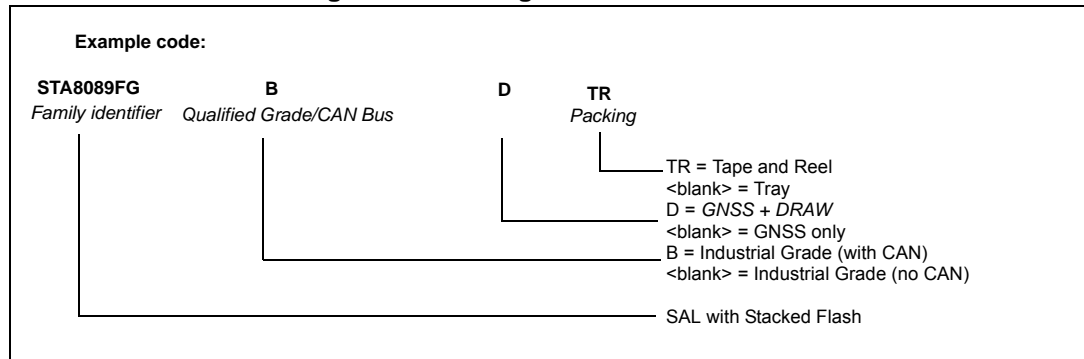 Example code:
STA8089FG B D TR
Family identifier Qualified Grade/CAN Bus Packing
TR = Tape and Reel
<blank> = Tray
D = GNSS + DRAW
<blank> = GNSS only
B = Industrial Grade (with CAN)
<blank> = Industrial Grade (no CAN)
SAL with Stacked Flash